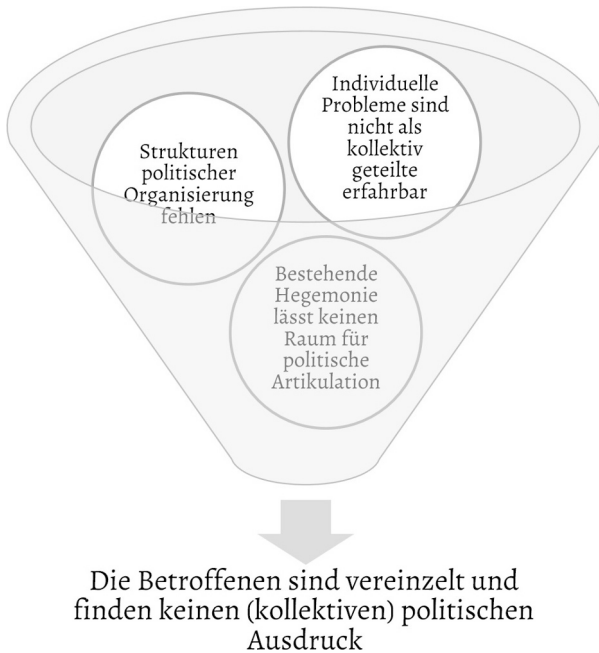 Individuelle
Probleme sind
nicht als
kollektiv
geteilte
erfahrbar
Strukturen
politischer
Organisierung
fehlen
Bestehende
Hegemonie
lässt keinen
Raum für
politische
Artikulation
Die Betroffenen sind vereinzelt und
finden keinen (kollektiven) politischen
Ausdruck